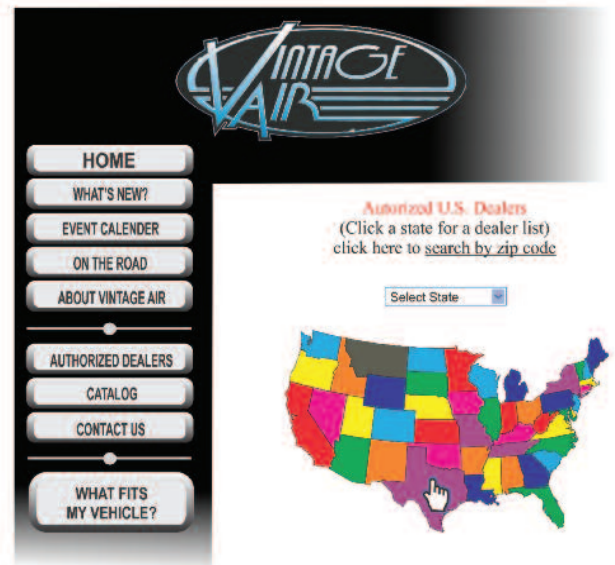 VINTAGE
AIR
HOME
WHAT'S NEW?
EVENT CALENDER
ON THE ROAD
ABOUT VINTAGE AIR
AUTHORIZED DEALERS
CATALOG
CONTACT US
WHAT FITS
MY VEHICLE?
Autorized U.S. Dealers
(Click a state for a dealer list)
click here to search by zip code
Select State